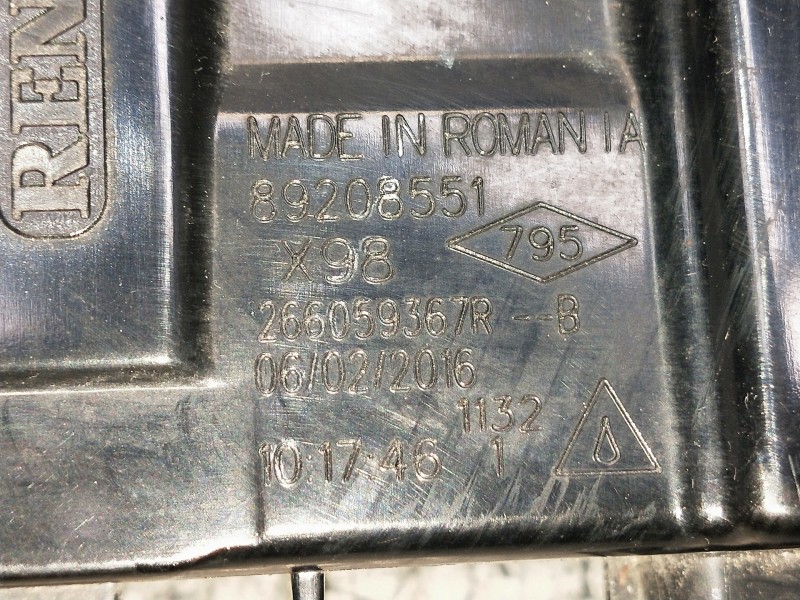 REN
MADE IN ROMANIA
89208551
X98 795
266059367R--B
06/02/2016
1132
10:17:46 1